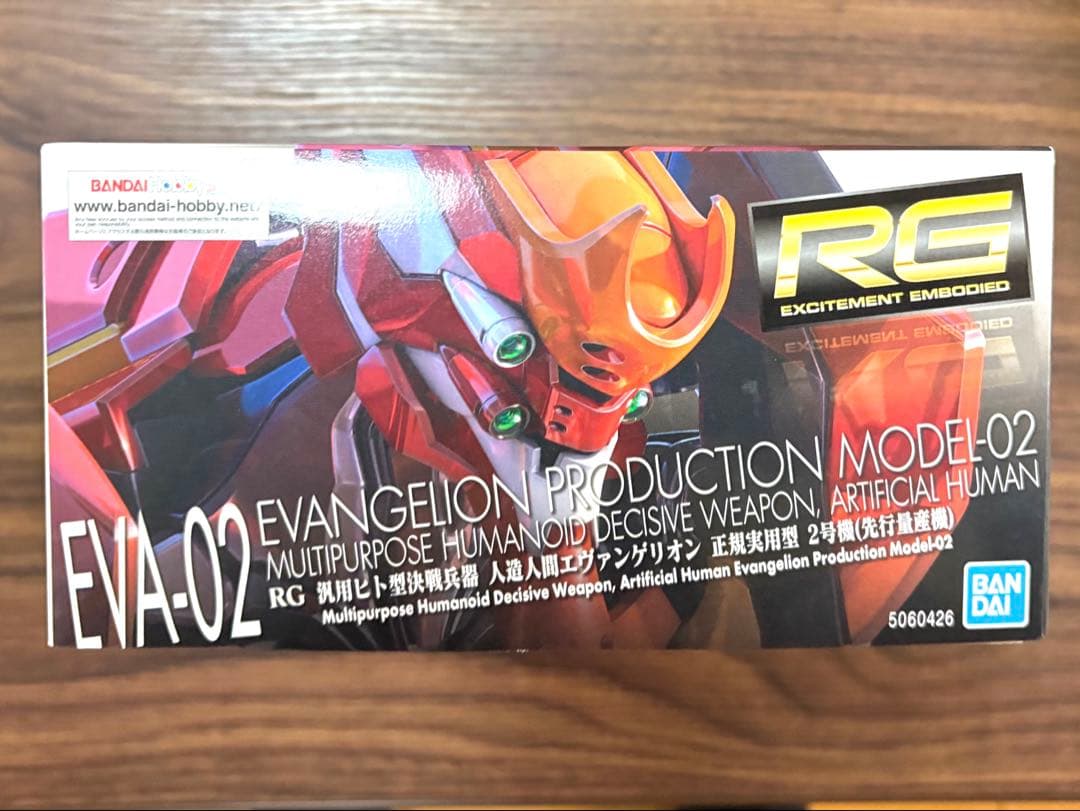 BANDAI HOBBY
www.bandai-hobby.net/
RG
EXCITEMENT EMBODIED
EXCITEMENT EMBODIED
EVA-02
EVANGELION PRODUCTION MODEL-02
MULTIPURPOSE HUMANOID DECISIVE WEAPON, ARTIFICIAL HUMAN
RG 汎用ヒト型決戦兵器 人造人間エヴァンゲリオン 正規実用型 2号機(先行量産機)
Multipurpose Humanoid Decisive Weapon, Artificial Human Evangelion Production Model-02
5060426
BAN
DAI